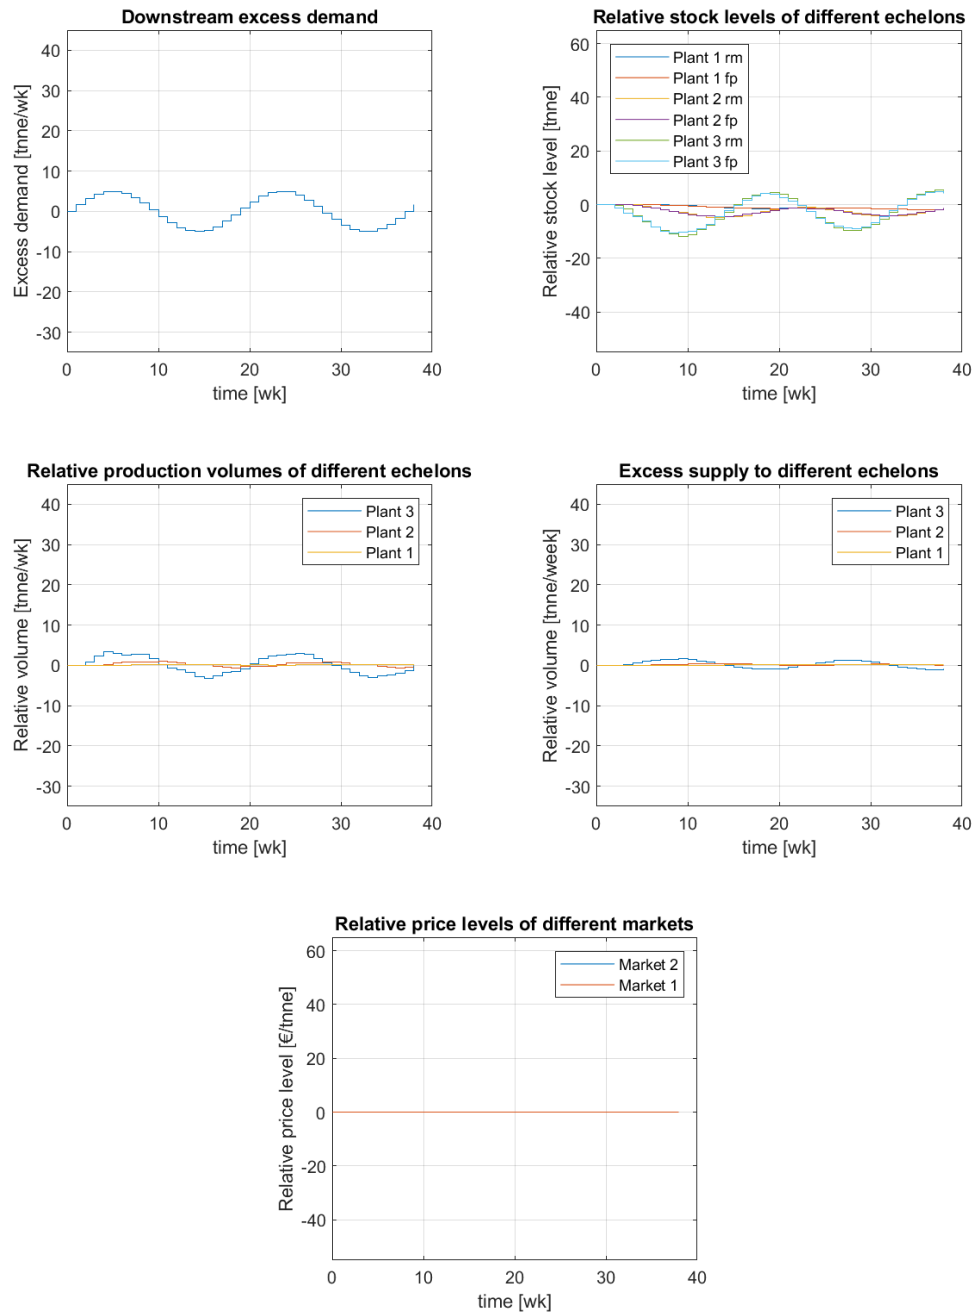 Downstream excess demand
Excess demand [tnne/wk]
40
30
20
10
0
-10
-20
-30
0 10 20 30 40
time [wk]
Relative stock levels of different echelons
Relative stock level [tnne]
60
40
20
0
-20
-40
Plant 1 rm
Plant 1 fp
Plant 2 rm
Plant 2 fp
Plant 3 rm
Plant 3 fp
0 10 20 30 40
time [wk]
Relative production volumes of different echelons
Relative volume [tnne/wk]
40
30
20
10
0
-10
-20
-30
Plant 3
Plant 2
Plant 1
0 10 20 30 40
time [wk]
Excess supply to different echelons
Relative volume [tnne/week]
40
30
20
10
0
-10
-20
-30
Plant 3
Plant 2
Plant 1
0 10 20 30 40
time [wk]
Relative price levels of different markets
Relative price level [€/tnne]
60
40
20
0
-20
-40
Market 2
Market 1
0 10 20 30 40
time [wk]